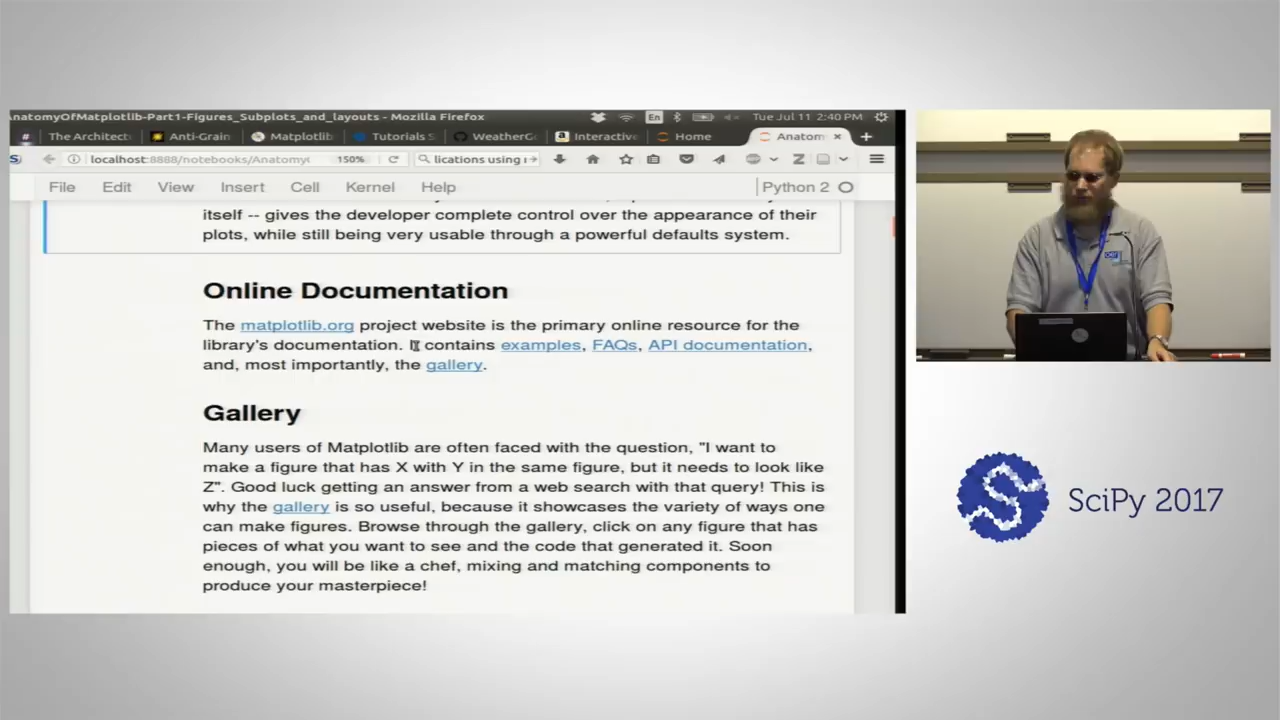 AnatomyOfMatplotlib-Part1-Figures_Subplots_and_layouts - Mozilla Firefox
En
Tue Jul 11 2:40 PM
The Architect
Anti-Grain
Matplotlib
Tutorials S
WeatherGe
Interactive
Home
Anatom
localhost:8888/notebooks/Anatomy
150%
lications using
File Edit View Insert Cell Kernel Help
Python 2
itself -- gives the developer complete control over the appearance of their
plots, while still being very usable through a powerful defaults system.
Online Documentation
The matplotlib.org project website is the primary online resource for the
library's documentation. It contains examples, FAQs, API documentation,
and, most importantly, the gallery.
Gallery
Many users of Matplotlib are often faced with the question, "I want to
make a figure that has X with Y in the same figure, but it needs to look like
Z". Good luck getting an answer from a web search with that query! This is
why the gallery is so useful, because it showcases the variety of ways one
can make figures. Browse through the gallery, click on any figure that has
pieces of what you want to see and the code that generated it. Soon
enough, you will be like a chef, mixing and matching components to
produce your masterpiece!
SciPy 2017